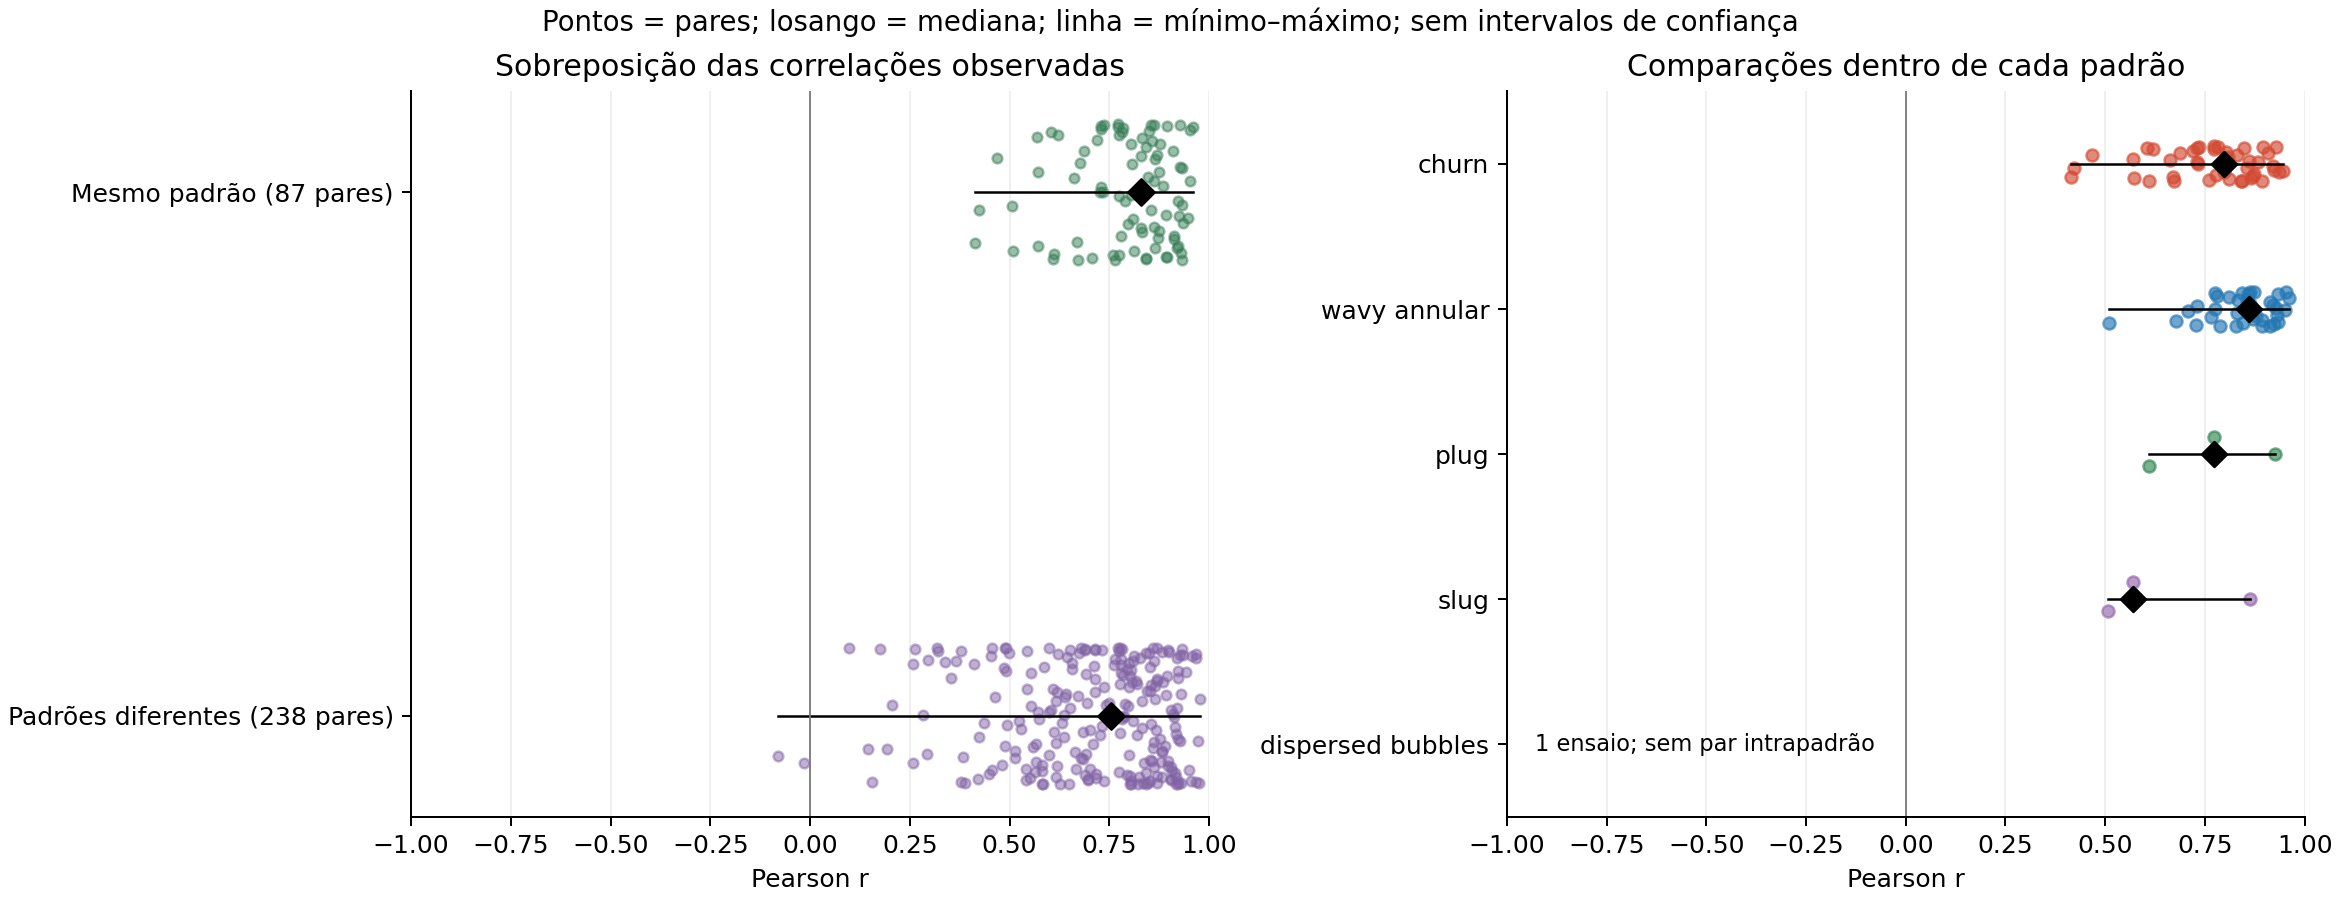 Pontos = pares; losango = mediana; linha = mínimo–máximo; sem intervalos de confiança
Sobreposição das correlações observadas
Mesmo padrão (87 pares)
Padrões diferentes (238 pares)
−1.00 −0.75 −0.50 −0.25 0.00 0.25 0.50 0.75 1.00
Pearson r
Comparações dentro de cada padrão
churn
wavy annular
plug
slug
dispersed bubbles
1 ensaio; sem par intrapadrão
−1.00 −0.75 −0.50 −0.25 0.00 0.25 0.50 0.75 1.00
Pearson r